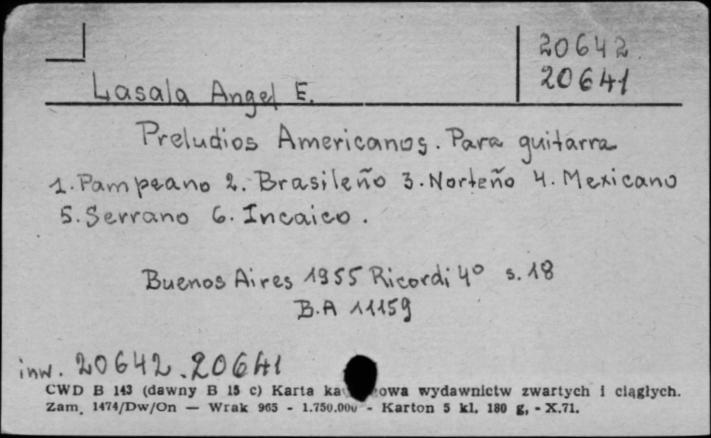 20642
20641
Lasala Angel E.
Preludios Americanos. Para guitarra
1. Pampeano 2. Brasileño 3. Norteño 4. Mexicano
5. Serrano 6. Incaico.
Buenos Aires 1955 Ricordi 4° s. 18
B.A 11159
inw. 20642. 20641
CWD B 143 (dawny B 15 c) Karta wydawnictw zwartych i ciągłych.
Zam. 1474/Dw/On — Wrak 965 - 1.750.000 - Karton 5 kl. 180 g, - X.71.